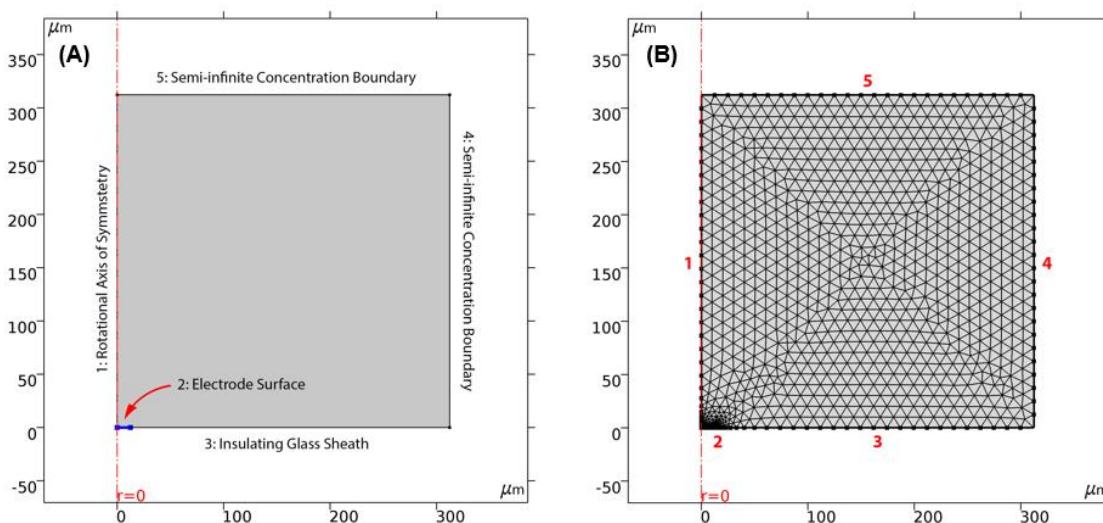 μm
(A)
350
300
250
200
150
100
50
0
-50
5: Semi-infinite Concentration Boundary
1: Rotational Axis of Symmstetry
4: Semi-infinite Concentration Boundary
2: Electrode Surface
3: Insulating Glass Sheath
r=0
μm
0
100
200
300
μm
(B)
350
300
250
200
150
100
50
0
-50
5
1
4
2
3
r=0
μm
0
100
200
300